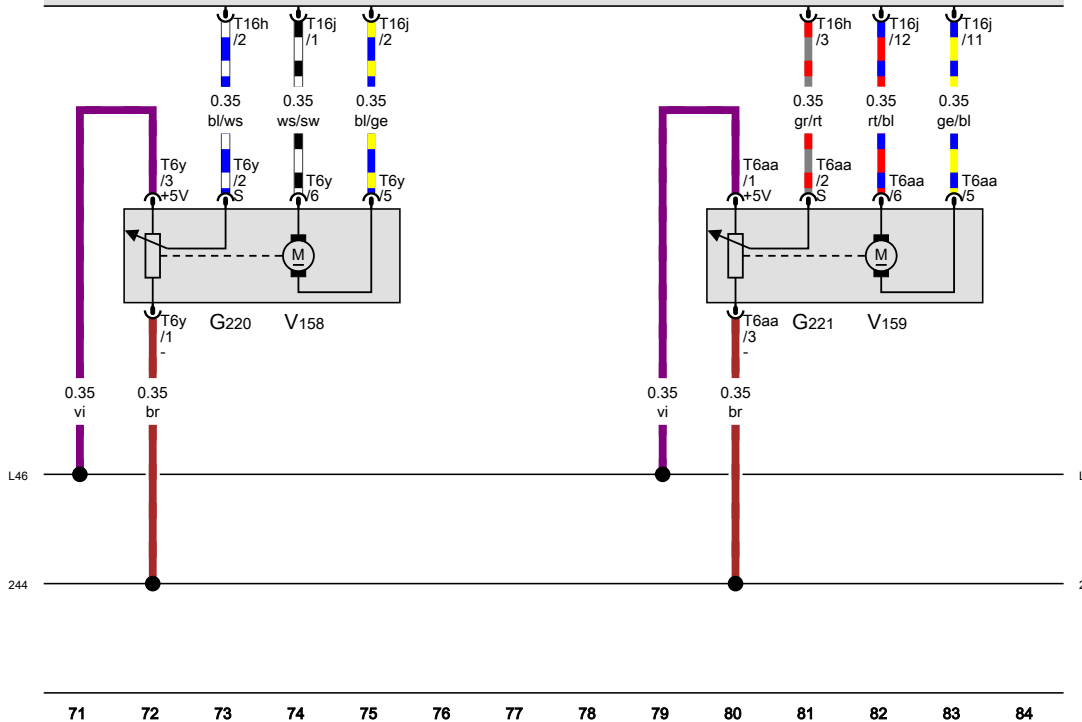 T16h T16j T16j T16h T16j T16j
/2 /1 /2 /3 /12 /11
0.35 0.35 0.35 0.35 0.35 0.35
bl/ws ws/sw bl/ge gr/rt rt/bl ge/bl
T6y T6y T6aa T6aa
/3 /2 T6y T6y /1 /2 T6aa T6aa
+5V S /6 /5 +5V S /6 /5
M M
T6y G220 V158 T6aa G221 V159
/1 /3
- -
0.35 0.35 0.35 0.35
vi br vi br
L46 L
244 2
71 72 73 74 75 76 77 78 79 80 81 82 83 84